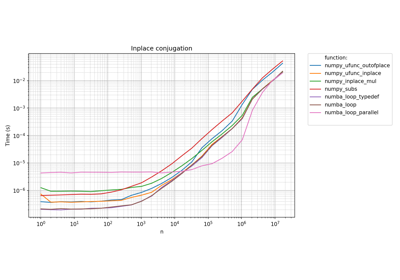 Inplace conjugation
function:
numpy_ufunc_outofplace
numpy_ufunc_inplace
numpy_inplace_mul
numpy_subs
numba_loop_typedef
numba_loop
numba_loop_parallel
Time (s)
10⁻²
10⁻³
10⁻⁴
10⁻⁵
10⁻⁶
10⁰ 10¹ 10² 10³ 10⁴ 10⁵ 10⁶ 10⁷
n